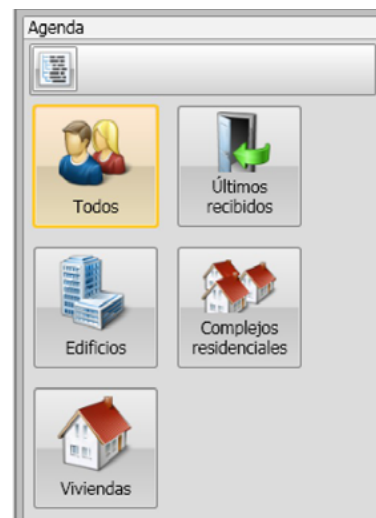 Agenda
Todos
Últimos
recibidos
Edificios
Complejos
residenciales
Viviendas